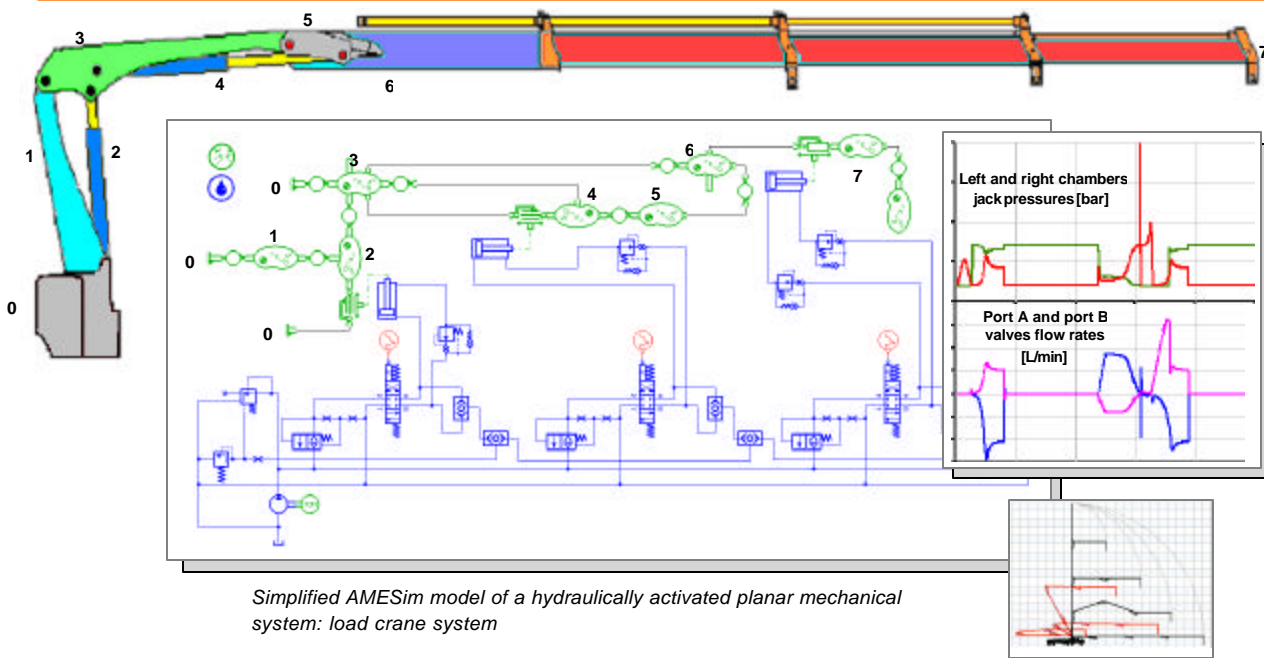 5
3
7
4
6
1
2
0
3
6
0
7
4
5
1
2
0
0
Left and right chambers
jack pressures [bar]
Port A and port B
valves flow rates
[L/min]
Simplified AMESim model of a hydraulically activated planar mechanical
system: load crane system